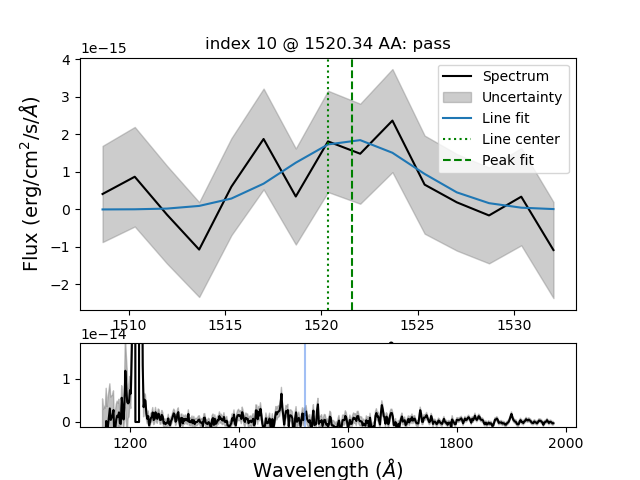 index 10 @ 1520.34 AA: pass
1e−15
4
3
2
1
0
−1
−2
Flux (erg/cm²/s/Å)
Spectrum
Uncertainty
Line fit
Line center
Peak fit
1510 1515 1520 1525 1530
1e−14
1
0
1200 1400 1600 1800 2000
Wavelength (Å)